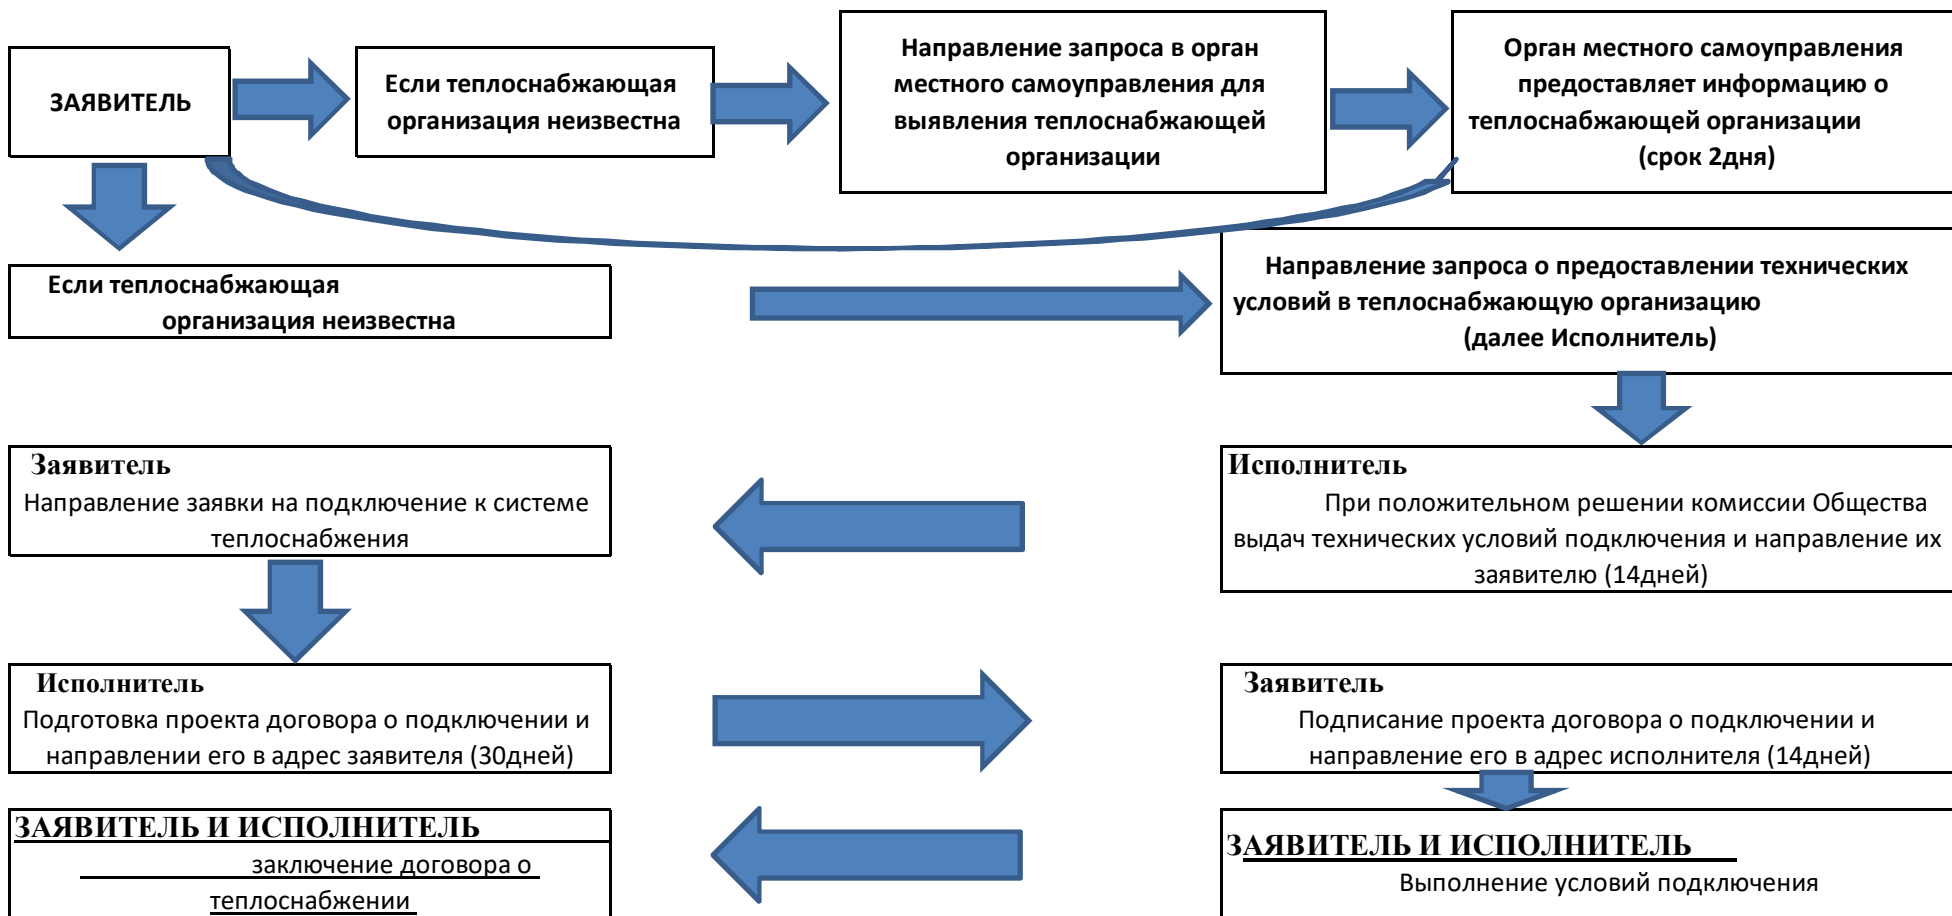 ЗАЯВИТЕЛЬ
Если теплоснабжающая
организация неизвестна
Направление запроса в орган
местного самоуправления для
выявления теплоснабжающей
организации
Орган местного самоуправления
предоставляет информацию о
теплоснабжающей организации
(срок 2дня)
Если теплоснабжающая
организация неизвестна
Направление запроса о предоставлении технических
условий в теплоснабжающую организацию
(далее Исполнитель)
Заявитель
Направление заявки на подключение к системе
теплоснабжения
Исполнитель
При положительном решении комиссии Общества
выдач технических условий подключения и направление их
заявителю (14дней)
Исполнитель
Подготовка проекта договора о подключении и
направлении его в адрес заявителя (30дней)
Заявитель
Подписание проекта договора о подключении и
направление его в адрес исполнителя (14дней)
ЗАЯВИТЕЛЬ И ИСПОЛНИТЕЛЬ
заключение договора о
теплоснабжении
ЗАЯВИТЕЛЬ И ИСПОЛНИТЕЛЬ
Выполнение условий подключения